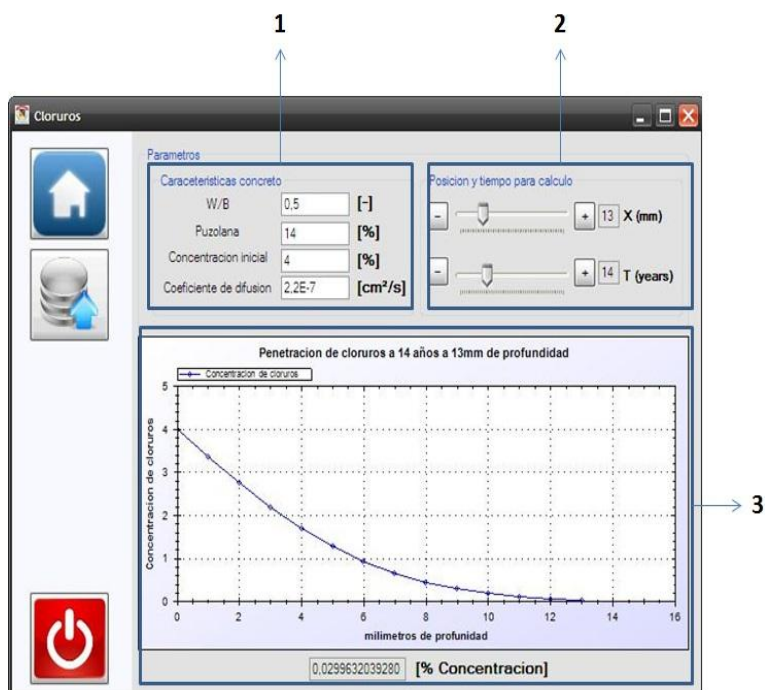 1
2
Cloruros
Parametros
Caraceteristicas concreto
W/B 0,5 [-]
Puzolana 14 [%]
Concentracion inicial 4 [%]
Coeficiente de difusion 2,2E-7 [cm²/s]
Posicion y tiempo para calculo
- + 13 X (mm)
- + 14 T (years)
Penetracion de cloruros a 14 años a 13mm de profundidad
Concentracion de cloruros
Concentracion de cloruros
5
4
3
2
1
0
0 2 4 6 8 10 12 14 16
milimetros de profunidad
3
0,0299632039280 [% Concentracion]